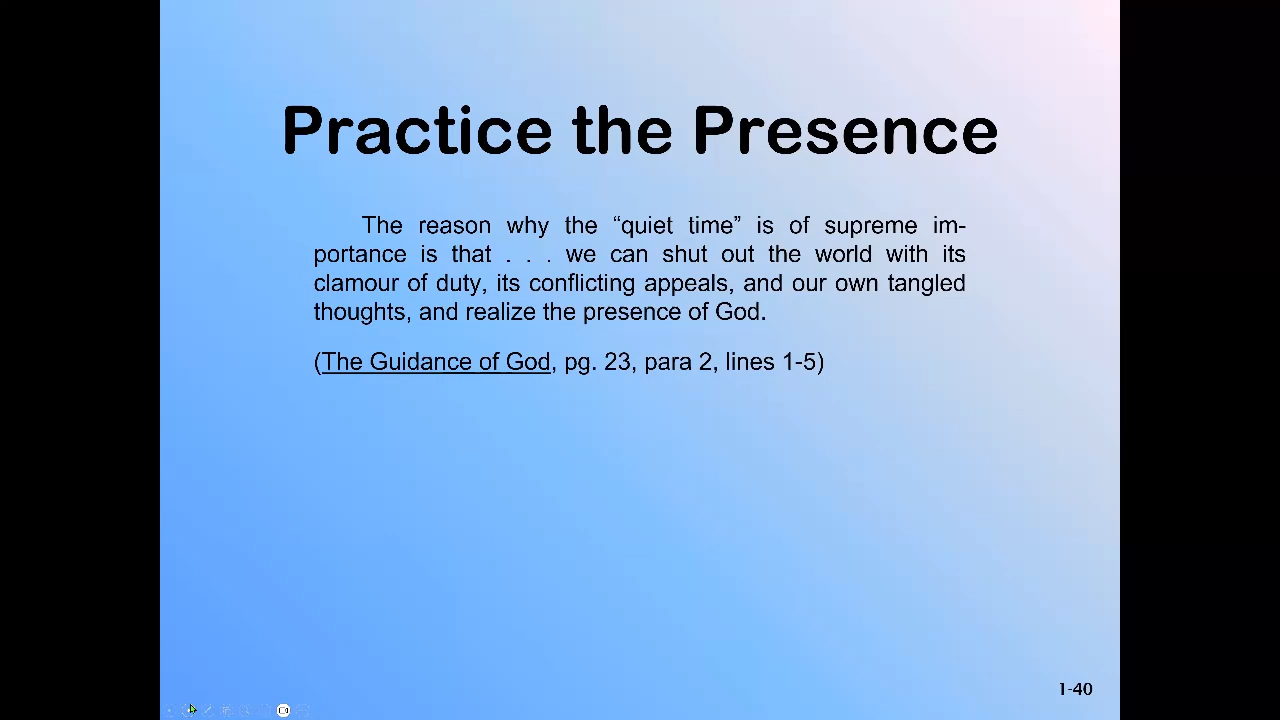 Practice the Presence
The reason why the “quiet time” is of supreme im-
portance is that . . . we can shut out the world with its
clamour of duty, its conflicting appeals, and our own tangled
thoughts, and realize the presence of God.
(The Guidance of God, pg. 23, para 2, lines 1-5)
1-40